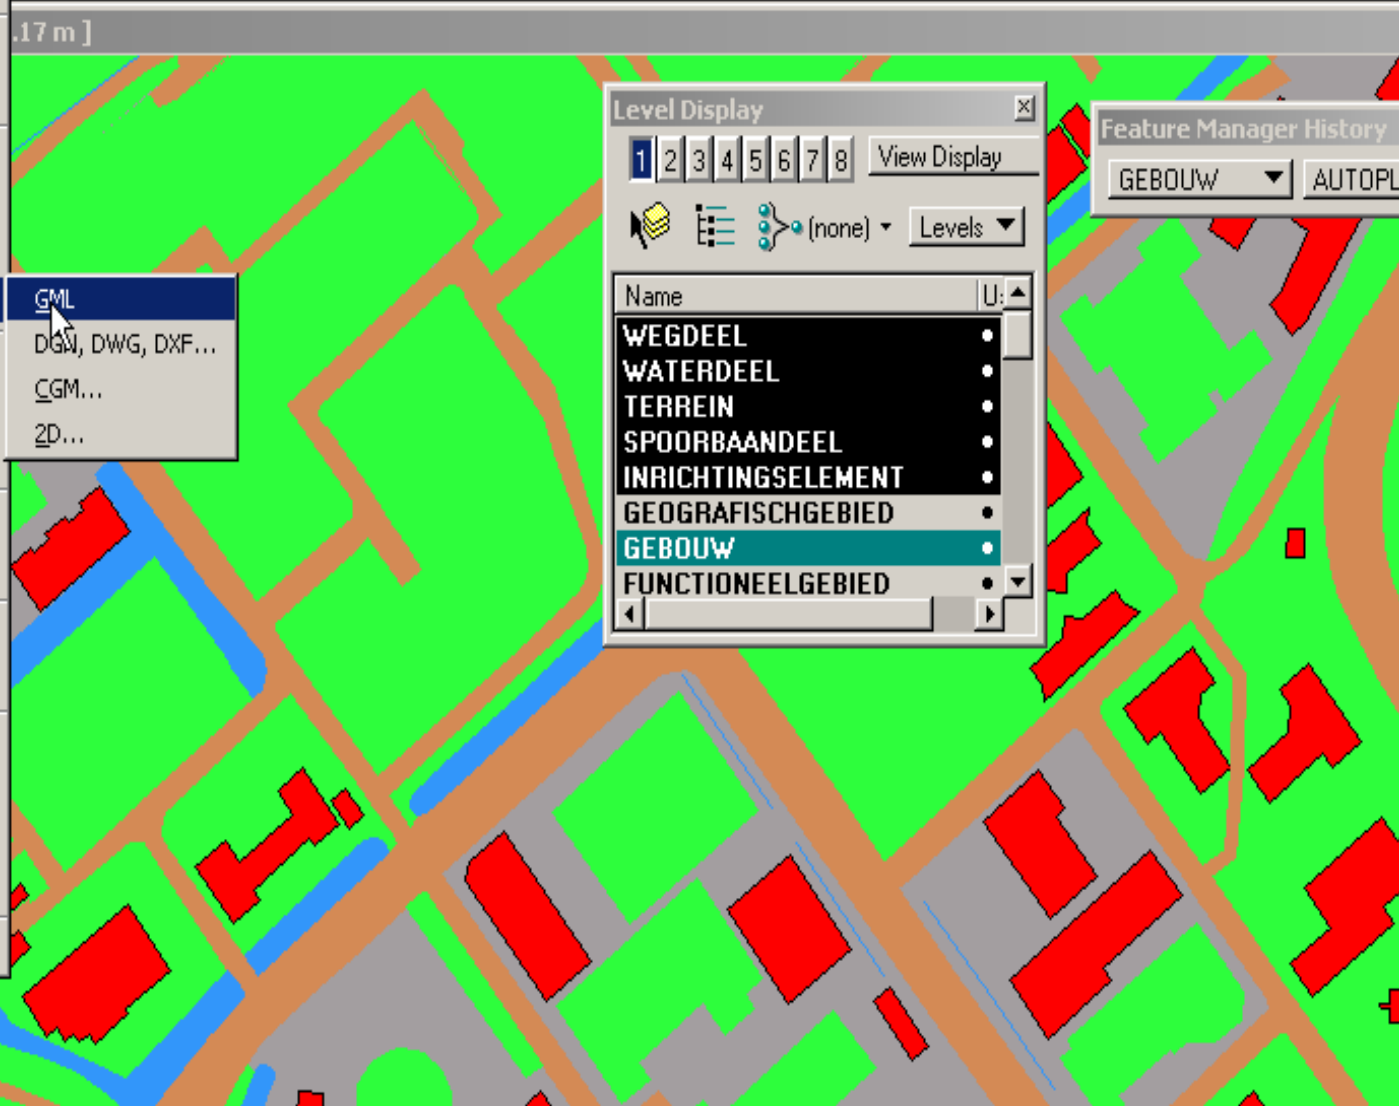 .17 m ]
Level Display
1 2 3 4 5 6 7 8 View Display
(none) Levels
Name U:
WEGDEEL
WATERDEEL
TERREIN
SPOORBAANDEEL
INRICHTINGSELEMENT
GEOGRAFISCHGEBIED
GEBOUW
FUNCTIONEELGEBIED
Feature Manager History
GEBOUW AUTOPL
GML
DGN, DWG, DXF...
CGM...
2D...